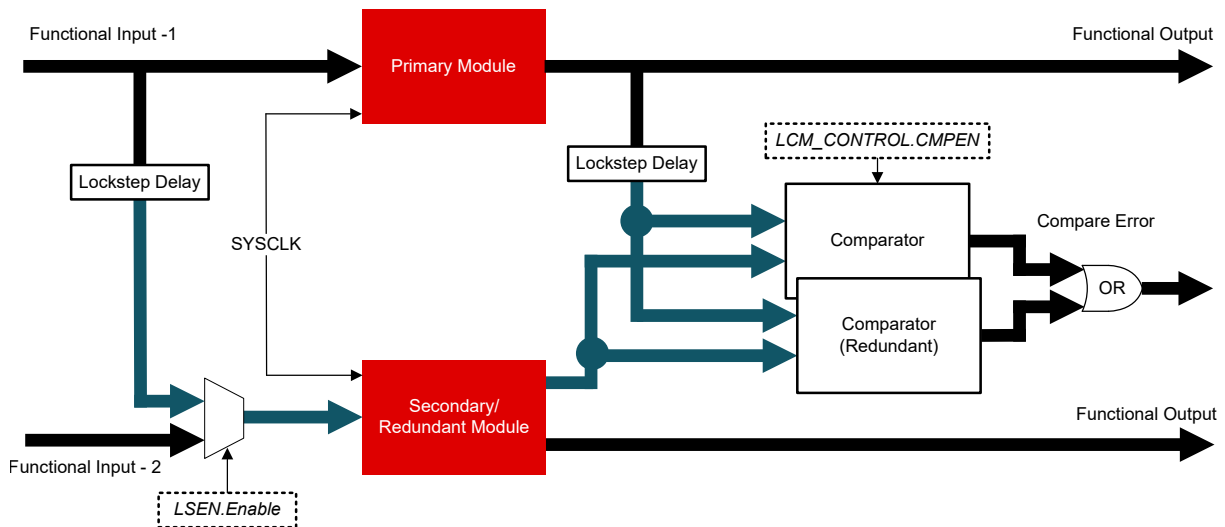 Functional Input -1
Functional Output
Primary Module
LCM_CONTROL.CMPEN
Lockstep Delay
Lockstep Delay
SYSCLK
Comparator
Compare Error
OR
Comparator
(Redundant)
Secondary/
Redundant Module
Functional Output
Functional Input - 2
LSEN.Enable